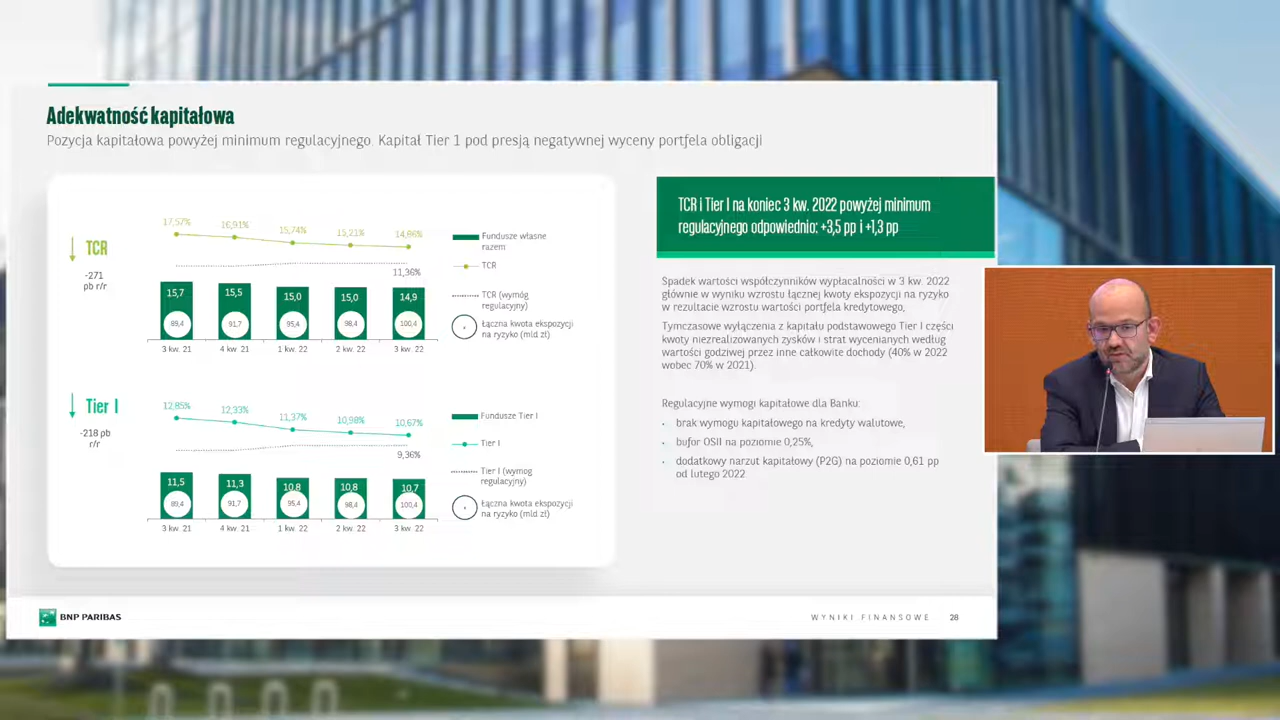 Adekwatność kapitałowa
Pozycja kapitałowa powyżej minimum regulacyjnego. Kapitał Tier 1 pod presją negatywnej wyceny portfela obligacji
TCR
-271
pb r/r
17,57%
16,91%
15,74%
15,21%
14,86%
11,36%
15,7
15,5
15,0
15,0
14,9
89,4
91,7
95,4
98,4
100,4
3 kw. 21
4 kw. 21
1 kw. 22
2 kw. 22
3 kw. 22
Fundusze własne
razem
TCR
TCR (wymóg
regulacyjny)
Łączna kwota ekspozycji
na ryzyko (mld zł)
Tier I
-218 pb
r/r
12,85%
12,33%
11,37%
10,98%
10,67%
9,36%
11,5
11,3
10,8
10,8
10,7
89,4
91,7
95,4
98,4
100,4
3 kw. 21
4 kw. 21
1 kw. 22
2 kw. 22
3 kw. 22
Fundusze Tier I
Tier I
Tier I (wymóg
regulacyjny)
Łączna kwota ekspozycji
na ryzyko (mld zł)
TCR i Tier I na koniec 3 kw. 2022 powyżej minimum
regulacyjnego odpowiednio: +3,5 pp i +1,3 pp
Spadek wartości współczynników wypłacalności w 3 kw. 2022
głównie w wyniku wzrostu łącznej kwoty ekspozycji na ryzyko
w rezultacie wzrostu wartości portfela kredytowego,
Tymczasowe wyłączenia z kapitału podstawowego Tier I części
kwoty niezrealizowanych zysków i strat wycenianych według
wartości godziwej przez inne całkowite dochody (40% w 2022
wobec 70% w 2021).
Regulacyjne wymogi kapitałowe dla Banku:
• brak wymogu kapitałowego na kredyty walutowe,
• bufor OSII na poziomie 0,25%,
• dodatkowy narzut kapitałowy (P2G) na poziomie 0,61 pp
od lutego 2022.
BNP PARIBAS
WYNIKI FINANSOWE 28